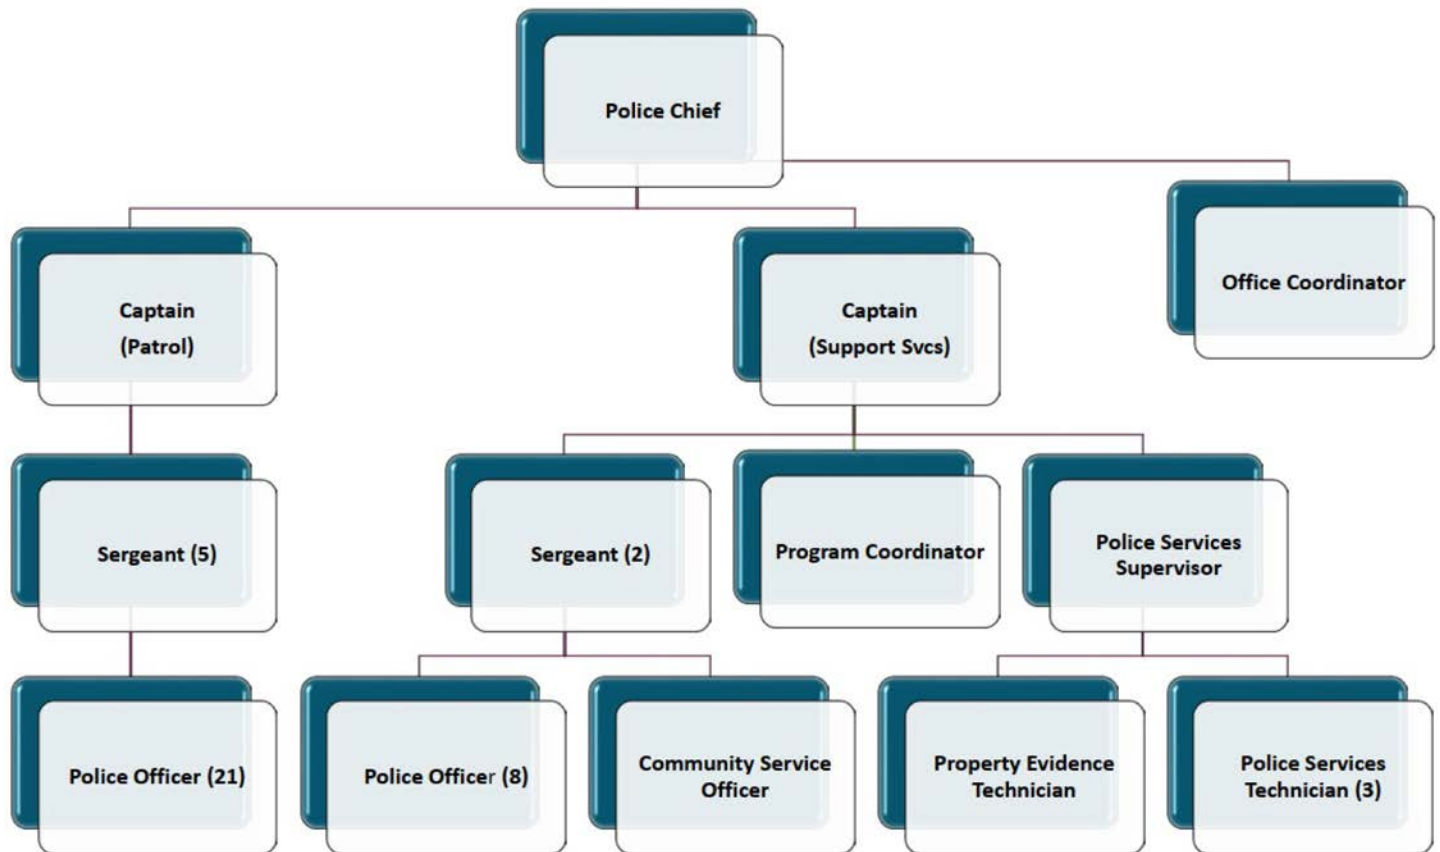 Police Chief
Office Coordinator
Captain
(Patrol)
Captain
(Support Svcs)
Sergeant (5)
Sergeant (2)
Program Coordinator
Police Services
Supervisor
Police Officer (21)
Police Officer (8)
Community Service
Officer
Property Evidence
Technician
Police Services
Technician (3)